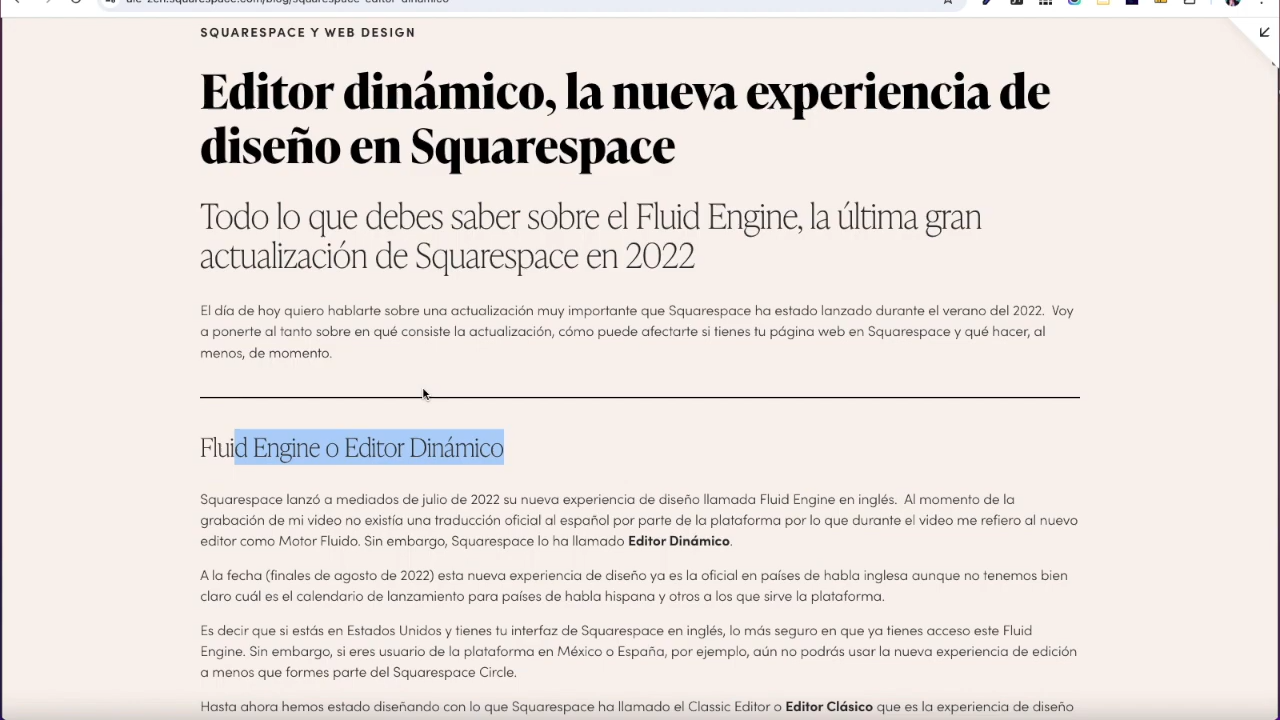 SQUARESPACE Y WEB DESIGN
Editor dinámico, la nueva experiencia de
diseño en Squarespace
Todo lo que debes saber sobre el Fluid Engine, la última gran
actualización de Squarespace en 2022
El día de hoy quiero hablarte sobre una actualización muy importante que Squarespace ha estado lanzado durante el verano del 2022. Voy
a ponerte al tanto sobre en qué consiste la actualización, cómo puede afectarte si tienes tu página web en Squarespace y qué hacer, al
menos, de momento.
Fluid Engine o Editor Dinámico
Squarespace lanzó a mediados de julio de 2022 su nueva experiencia de diseño llamada Fluid Engine en inglés. Al momento de la
grabación de mi video no existía una traducción oficial al español por parte de la plataforma por lo que durante el video me refiero al nuevo
editor como Motor Fluido. Sin embargo, Squarespace lo ha llamado Editor Dinámico.
A la fecha (finales de agosto de 2022) esta nueva experiencia de diseño ya es la oficial en países de habla inglesa aunque no tenemos bien
claro cuál es el calendario de lanzamiento para países de habla hispana y otros a los que sirve la plataforma.
Es decir que si estás en Estados Unidos y tienes tu interfaz de Squarespace en inglés, lo más seguro en que ya tienes acceso este Fluid
Engine. Sin embargo, si eres usuario de la plataforma en México o España, por ejemplo, aún no podrás usar la nueva experiencia de edición
a menos que formes parte del Squarespace Circle.
Hasta ahora hemos estado diseñando con lo que Squarespace ha llamado el Classic Editor o Editor Clásico que es la experiencia de diseño